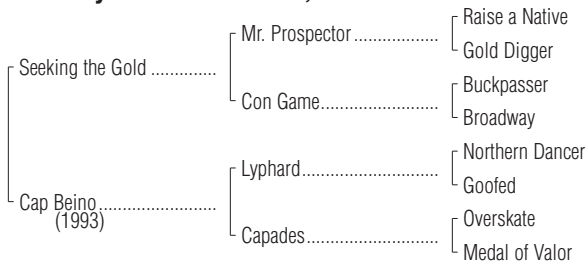 Raise a Native
Mr. Prospector ..................
Gold Digger
Seeking the Gold ..............
Buckpasser
Con Game.........................
Broadway
Northern Dancer
Lyphard.............................
Goofed
Cap Beino.........................
(1993)
Overskate
Capades............................
Medal of Valor